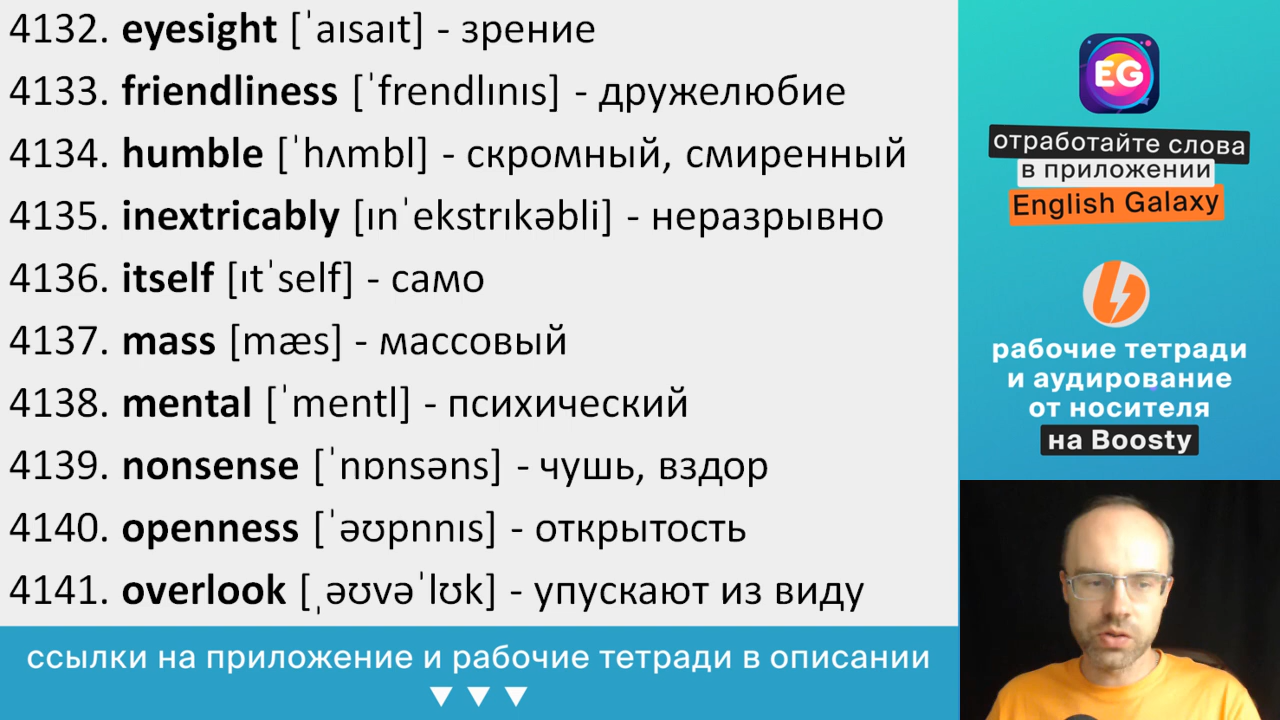 4132. eyesight [ˈaɪsaɪt] - зрение
4133. friendliness [ˈfrendlɪnɪs] - дружелюбие
4134. humble [ˈhʌmbl] - скромный, смиренный
4135. inextricably [ɪnˈekstrɪkəbli] - неразрывно
4136. itself [ɪtˈself] - само
4137. mass [mæs] - массовый
4138. mental [ˈmentl] - психический
4139. nonsense [ˈnɒnsəns] - чушь, вздор
4140. openness [ˈəʊpnnɪs] - открытость
4141. overlook [ˌəʊvəˈlʊk] - упускают из виду
ссылки на приложение и рабочие тетради в описании
EG
отработайте слова
в приложении
English Galaxy
рабочие тетради
и аудирование
от носителя
на Boosty